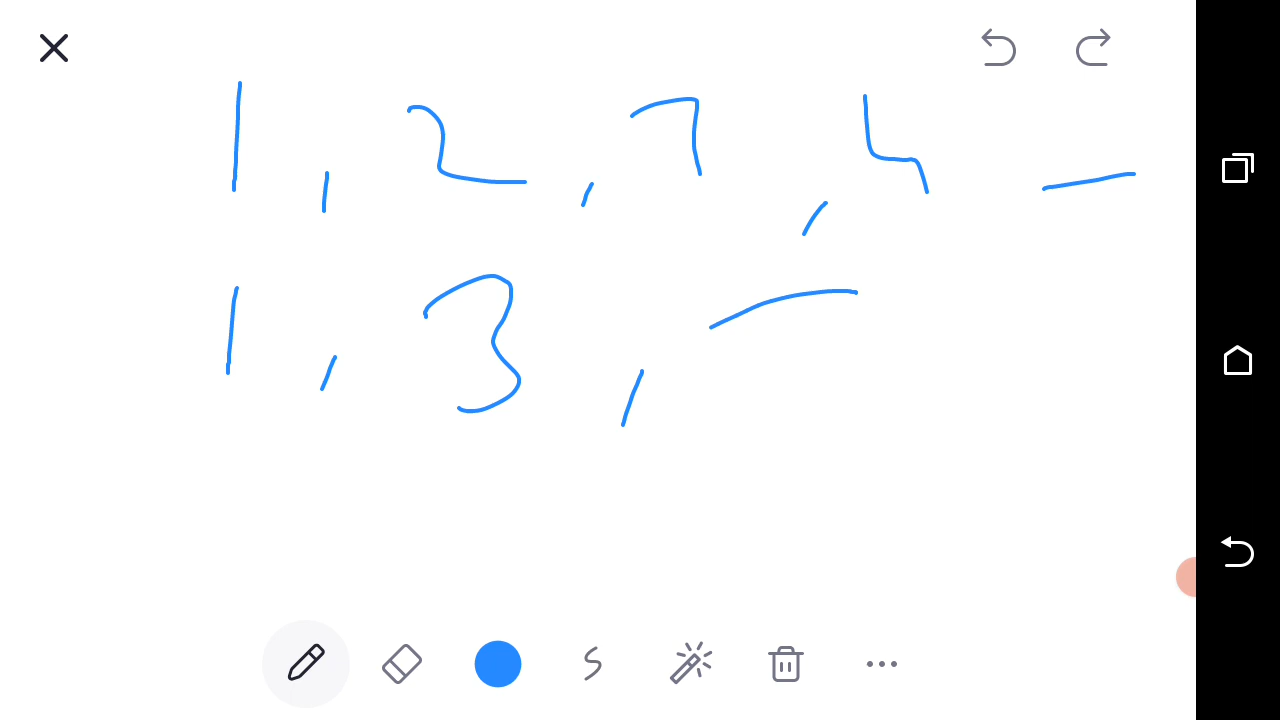 1, 2, 7, 4 _
1, 3, _